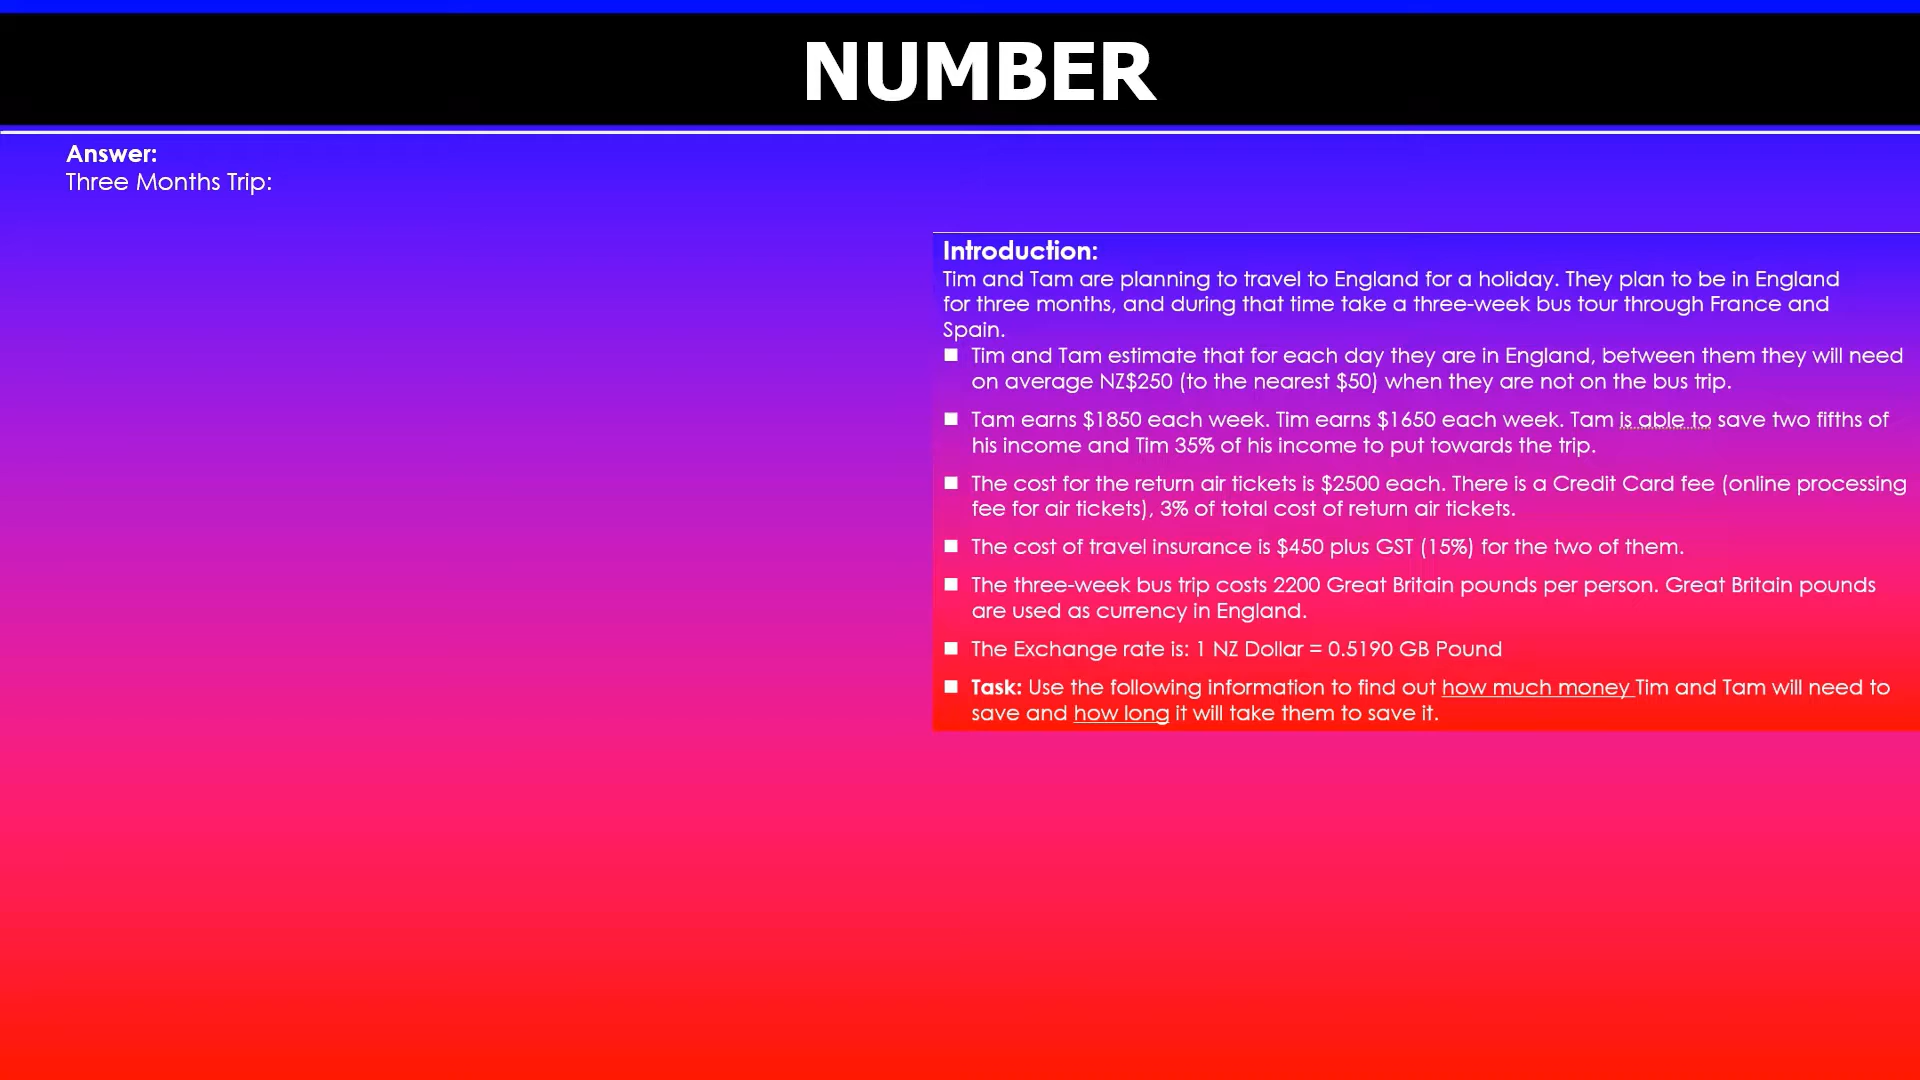 NUMBER
Answer:
Three Months Trip:
Introduction:
Tim and Tam are planning to travel to England for a holiday. They plan to be in England
for three months, and during that time take a three-week bus tour through France and
Spain.
■ Tim and Tam estimate that for each day they are in England, between them they will need
on average NZ$250 (to the nearest $50) when they are not on the bus trip.
■ Tam earns $1850 each week. Tim earns $1650 each week. Tam is able to save two fifths of
his income and Tim 35% of his income to put towards the trip.
■ The cost for the return air tickets is $2500 each. There is a Credit Card fee (online processing
fee for air tickets), 3% of total cost of return air tickets.
■ The cost of travel insurance is $450 plus GST (15%) for the two of them.
■ The three-week bus trip costs 2200 Great Britain pounds per person. Great Britain pounds
are used as currency in England.
■ The Exchange rate is: 1 NZ Dollar = 0.5190 GB Pound
■ Task: Use the following information to find out how much money Tim and Tam will need to
save and how long it will take them to save it.